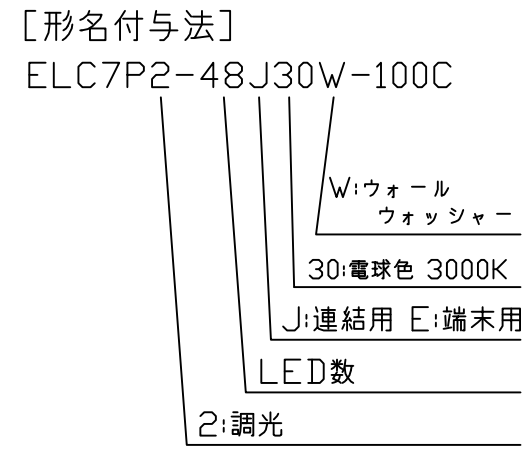 [形名付与法]
ELC7P2-48J30W-100C
W:ウォール
ウォッシャー
30:電球色 3000K
J:連結用 E:端末用
LED数
2:調光